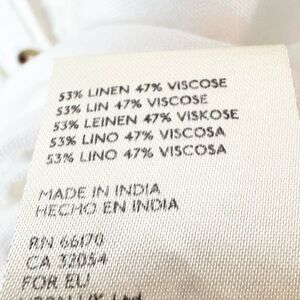 53% LINEN 47% VISCOSE
53% LIN 47% VISCOSE
53% LEINEN 47% VISKOSE
53% LINO 47% VISCOSA
53% LINO 47% VISCOSA
MADE IN INDIA
HECHO EN INDIA
RN 66170
CA 32054
FOR EU